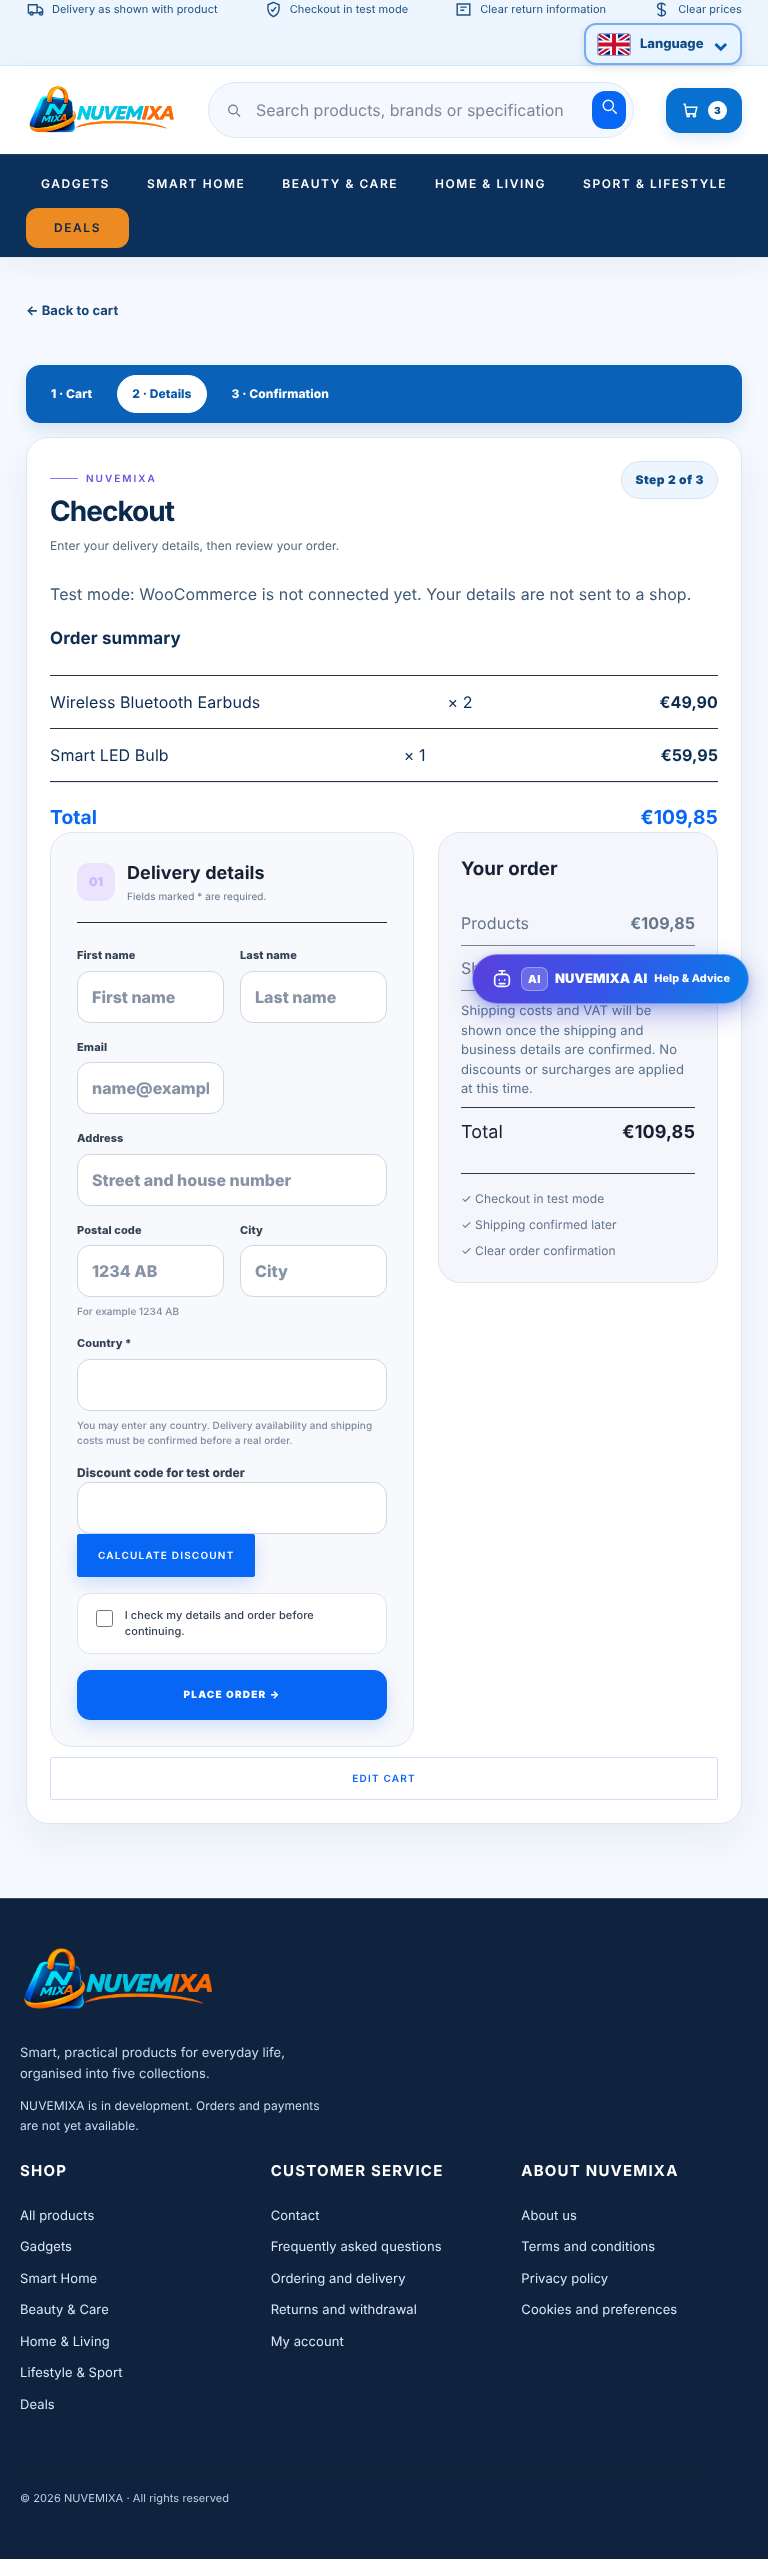 Delivery as shown with product
Checkout in test mode
Clear return information
Clear prices
Language
N
MIXA
NUVEMIXA
Search products, brands or specification
3
GADGETS
SMART HOME
BEAUTY & CARE
HOME & LIVING
SPORT & LIFESTYLE
DEALS
← Back to cart
1 · Cart
2 · Details
3 · Confirmation
NUVEMIXA
Step 2 of 3
Checkout
Enter your delivery details, then review your order.
Test mode: WooCommerce is not connected yet. Your details are not sent to a shop.
Order summary
Wireless Bluetooth Earbuds × 2 €49,90
Smart LED Bulb × 1 €59,95
Total €109,85
01
Delivery details
Fields marked * are required.
First name
Last name
First name
Last name
Email
name@exampl
Address
Street and house number
Postal code
City
1234 AB
City
For example 1234 AB
Country *
You may enter any country. Delivery availability and shipping
costs must be confirmed before a real order.
Discount code for test order
CALCULATE DISCOUNT
I check my details and order before
continuing.
PLACE ORDER →
Your order
Products €109,85
AI NUVEMIXA AI Help & Advice
Shipping costs and VAT will be
shown once the shipping and
business details are confirmed. No
discounts or surcharges are applied
at this time.
Total €109,85
✓ Checkout in test mode
✓ Shipping confirmed later
✓ Clear order confirmation
EDIT CART
N
MIXA
NUVEMIXA
Smart, practical products for everyday life,
organised into five collections.
NUVEMIXA is in development. Orders and payments
are not yet available.
SHOP
All products
Gadgets
Smart Home
Beauty & Care
Home & Living
Lifestyle & Sport
Deals
CUSTOMER SERVICE
Contact
Frequently asked questions
Ordering and delivery
Returns and withdrawal
My account
ABOUT NUVEMIXA
About us
Terms and conditions
Privacy policy
Cookies and preferences
© 2026 NUVEMIXA · All rights reserved